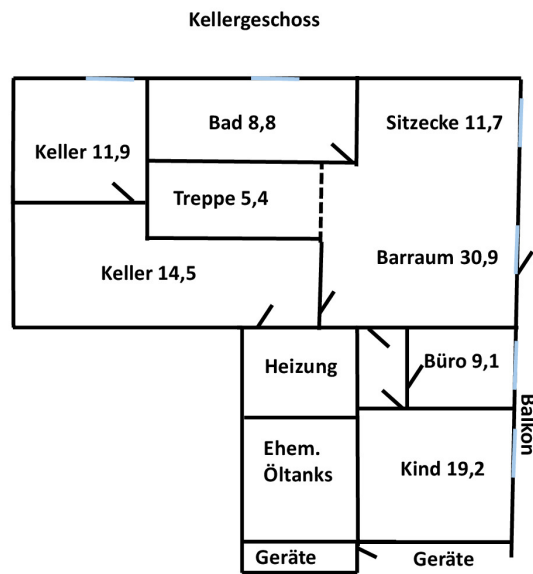 Kellergeschoss
Bad 8,8
Sitzecke 11,7
Keller 11,9
Treppe 5,4
Barraum 30,9
Keller 14,5
Heizung
Büro 9,1
Balkon
Ehem.
Öltanks
Kind 19,2
Geräte
Geräte